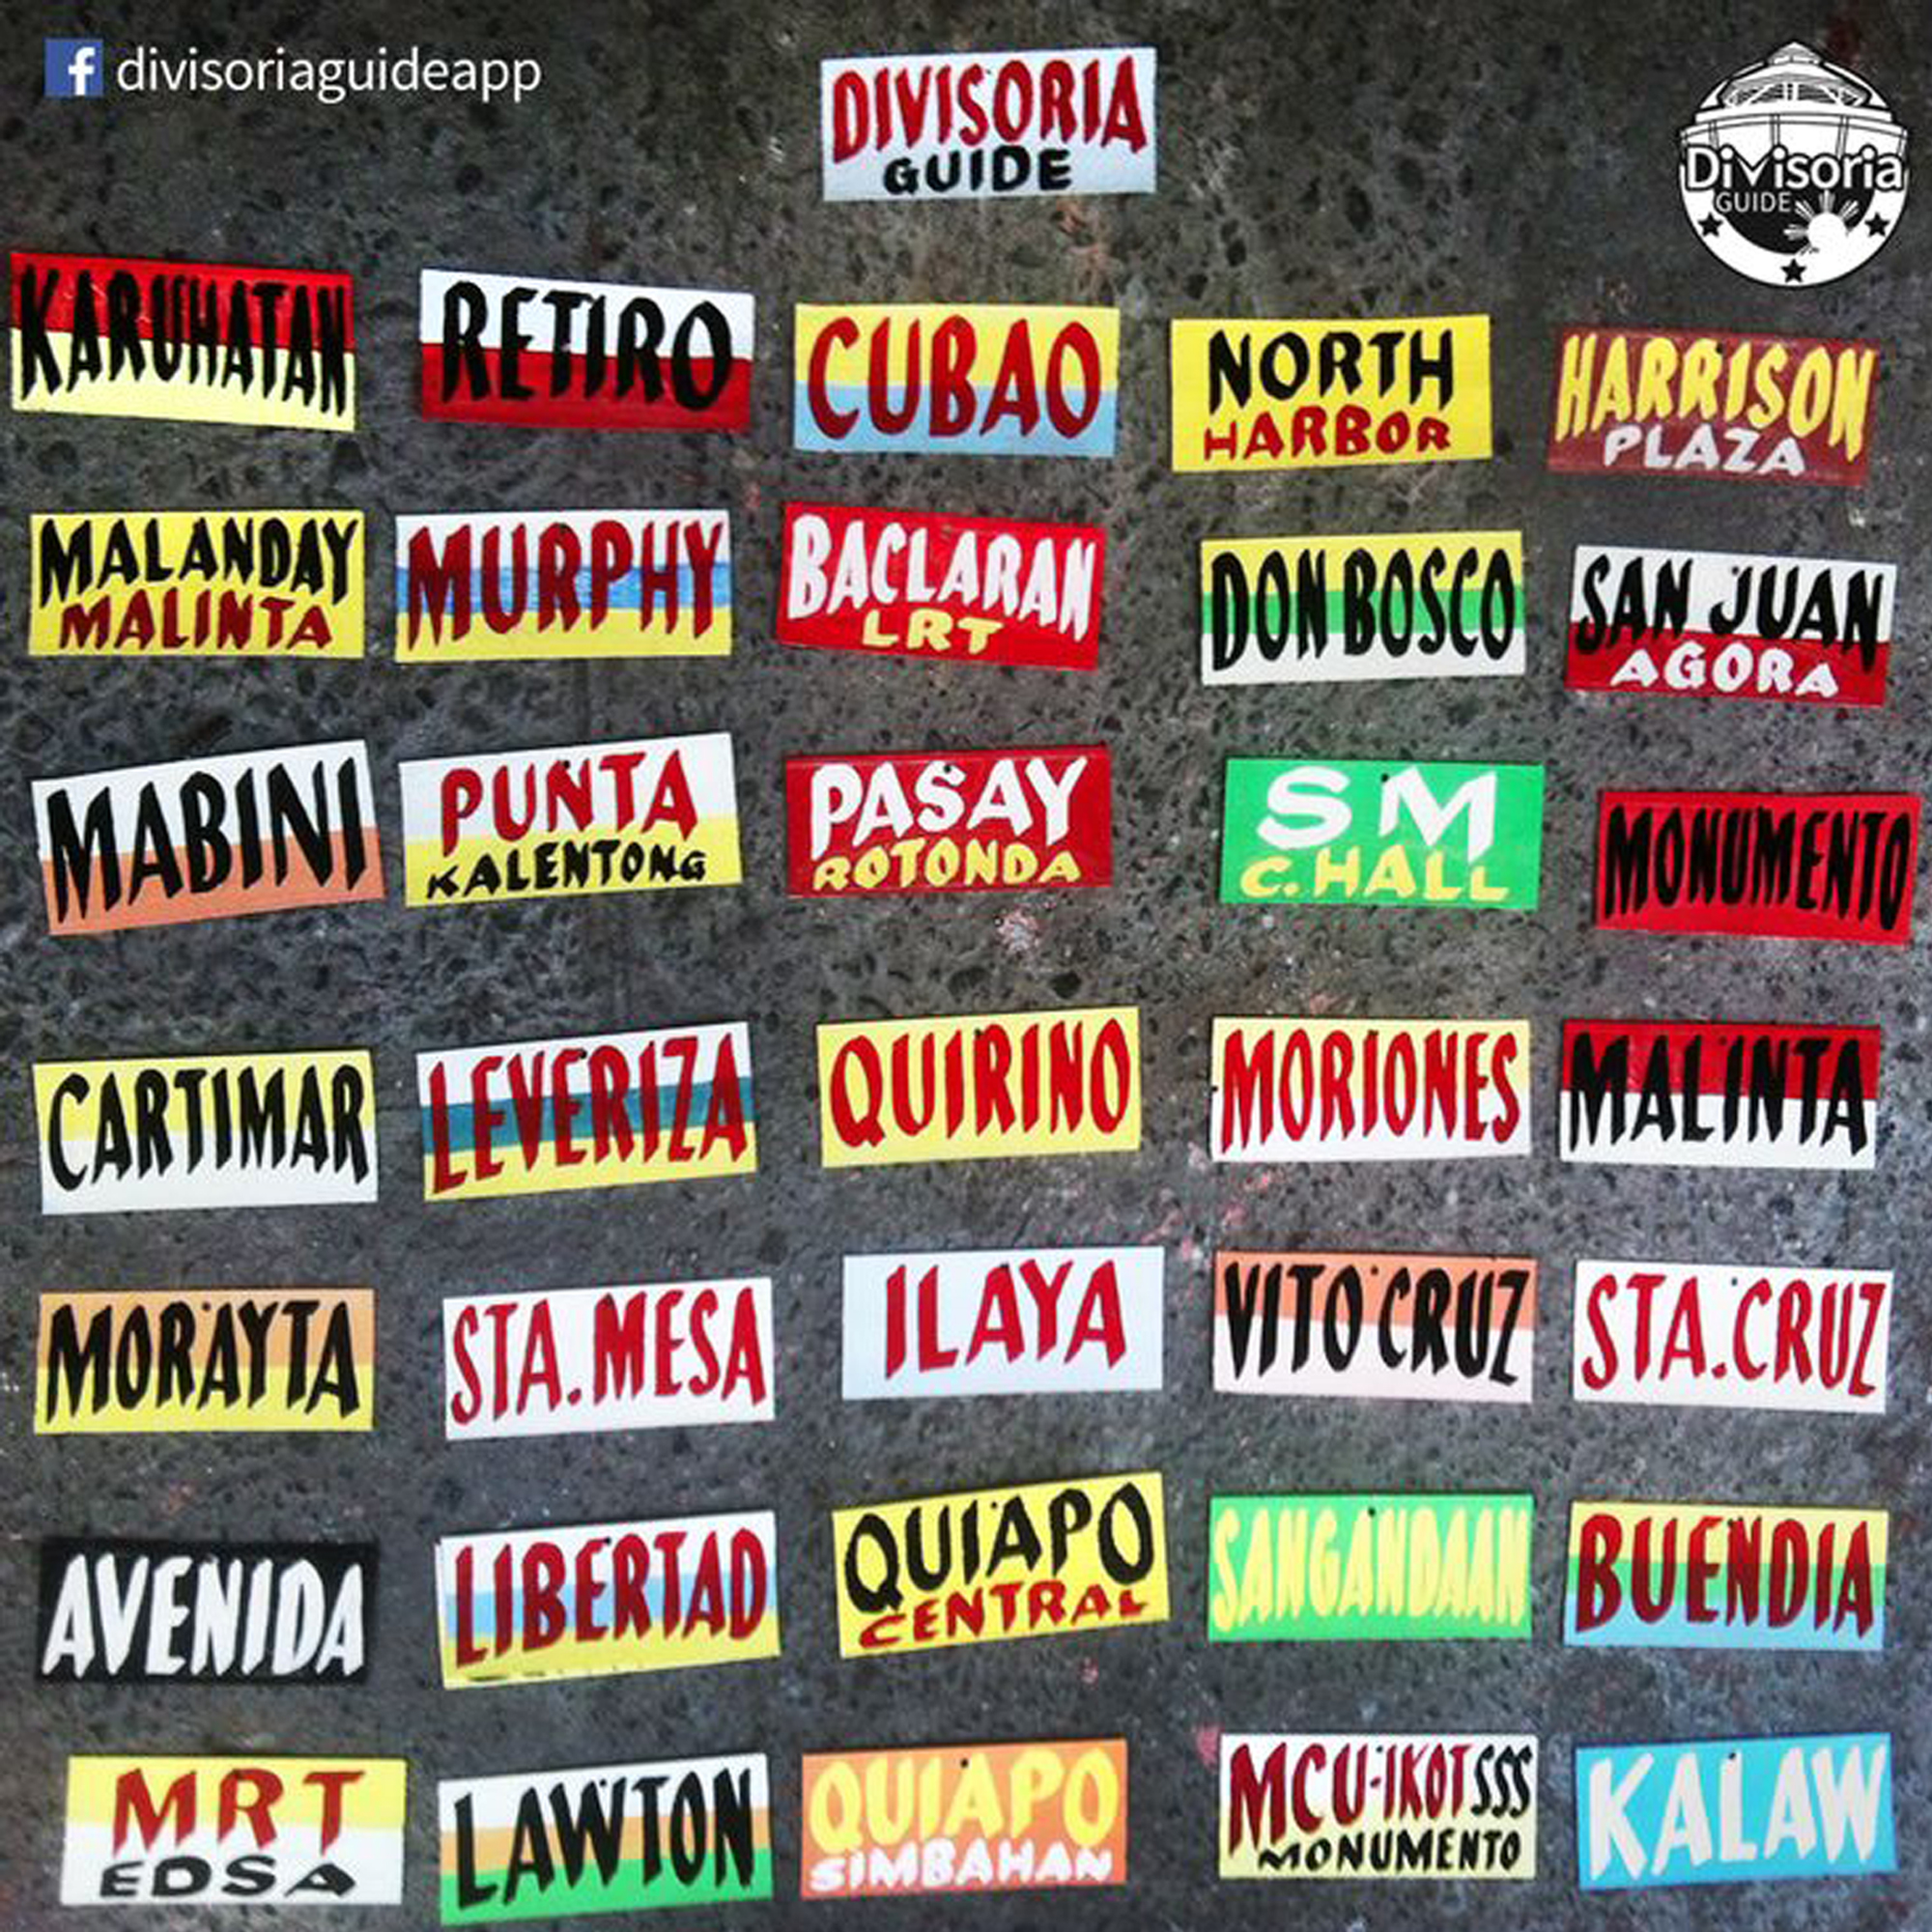 divisoriaguideapp
DIVISORIA
GUIDE
Divisoria
GUIDE
KARUHATAN
RETIRO
CUBAO
NORTH
HARBOR
HARRISON
PLAZA
MALANDAY
MALINTA
MURPHY
BACLARAN
LRT
DON BOSCO
SAN JUAN
AGORA
MABINI
PUNTA
KALENTONG
PASAY
ROTONDA
SM
C. HALL
MONUMENTO
CARTIMAR
LEVERIZA
QUIRINO
MORIONES
MALINTA
MORAYTA
STA. MESA
ILAYA
VITO CRUZ
STA. CRUZ
AVENIDA
LIBERTAD
QUIAPO
CENTRAL
SANGANDAAN
BUENDIA
MRT
EDSA
LAWTON
QUIAPO
SIMBAHAN
MCU-IKOT SSS
MONUMENTO
KALAW